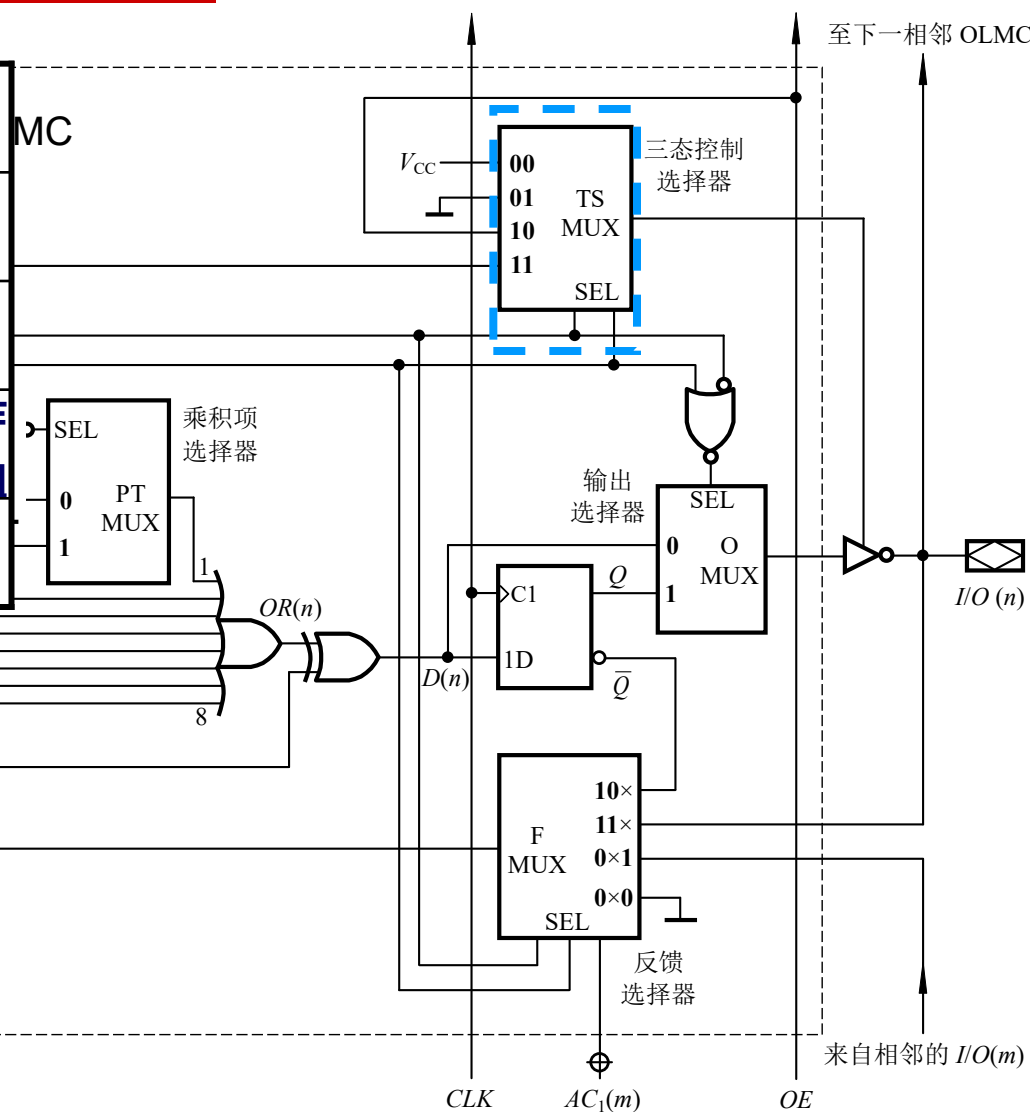 至下一相邻 OLMC
MC
三态控制
选择器
V_CC
00
01
10
11
TS
MUX
SEL
E
SEL
乘积项
选择器
0
PT
MUX
1
输出
选择器
SEL
0
O
MUX
1
1
OR(n)
8
D(n)
C1
Q
1D
Q̅
I/O (n)
10×
11×
F
MUX
0×1
0×0
SEL
反馈
选择器
来自相邻的 I/O(m)
CLK
AC₁(m)
OE